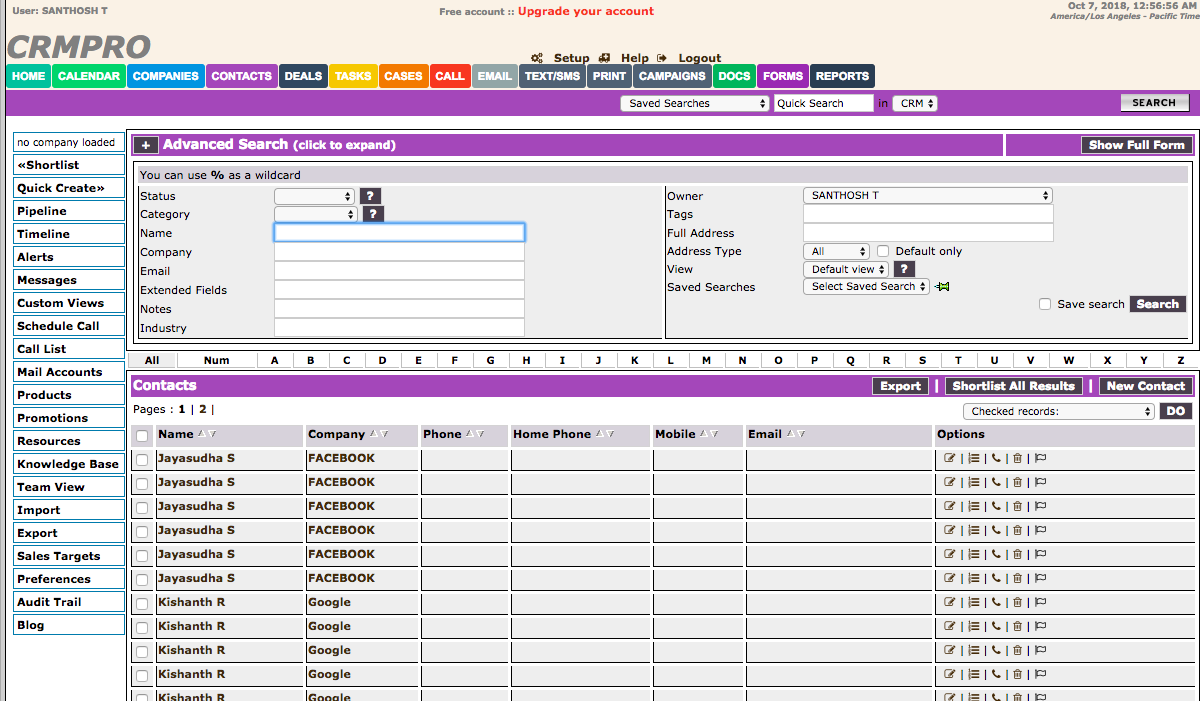 User: SANTHOSH T
Free account :: Upgrade your account
Oct 7, 2018, 12:56:56 AM
America/Los Angeles - Pacific Time
CRMPRO
Setup Help Logout
HOME CALENDAR COMPANIES CONTACTS DEALS TASKS CASES CALL EMAIL TEXT/SMS PRINT CAMPAIGNS DOCS FORMS REPORTS
Saved Searches Quick Search in CRM SEARCH
no company loaded
«Shortlist
Quick Create»
Pipeline
Timeline
Alerts
Messages
Custom Views
Schedule Call
Call List
Mail Accounts
Products
Promotions
Resources
Knowledge Base
Team View
Import
Export
Sales Targets
Preferences
Audit Trail
Blog
+ Advanced Search (click to expand) Show Full Form
You can use % as a wildcard
Status ?
Category ?
Name
Company
Email
Extended Fields
Notes
Industry
Owner SANTHOSH T
Tags
Full Address
Address Type All Default only
View Default view ?
Saved Searches Select Saved Search
Save search Search
All Num A B C D E F G H I J K L M N O P Q R S T U V W X Y Z
Contacts Export | Shortlist All Results | New Contact
Pages : 1 | 2 |
Checked records: DO
Name Company Phone Home Phone Mobile Email Options
Jayasudha S FACEBOOK | | | |
Jayasudha S FACEBOOK | | | |
Jayasudha S FACEBOOK | | | |
Jayasudha S FACEBOOK | | | |
Jayasudha S FACEBOOK | | | |
Jayasudha S FACEBOOK | | | |
Kishanth R Google | | | |
Kishanth R Google | | | |
Kishanth R Google | | | |
Kishanth R Google | | | |
Kishanth R Google | | | |